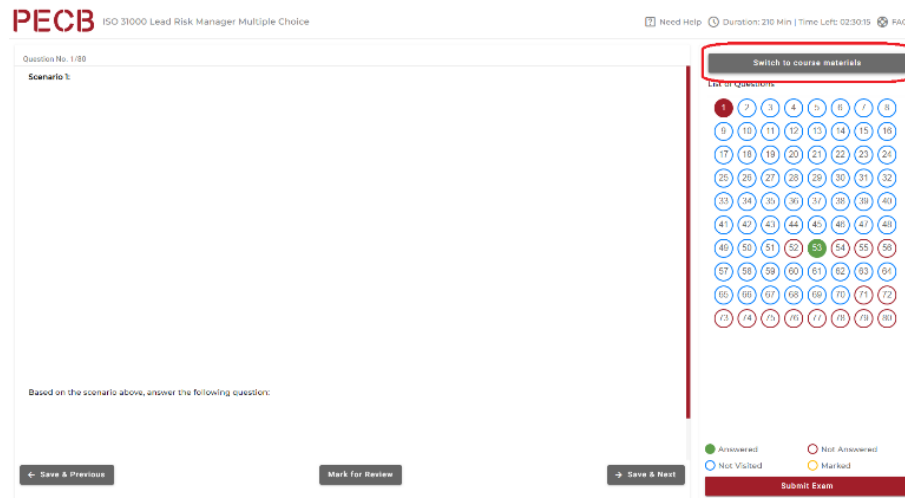 PECB ISO 31000 Lead Risk Manager Multiple Choice
Need Help Duration: 210 Min | Time Left: 02:30:15 FAQ
Question No. 1/80
Scenario 1:
Based on the scenario above, answer the following question:
← Save & Previous
Mark for Review
→ Save & Next
Switch to course materials
List of Questions
1 2 3 4 5 6 7 8
9 10 11 12 13 14 15 16
17 18 19 20 21 22 23 24
25 26 27 28 29 30 31 32
33 34 35 36 37 38 39 40
41 42 43 44 45 46 47 48
49 50 51 52 53 54 55 56
57 58 59 60 61 62 63 64
65 66 67 68 69 70 71 72
73 74 75 76 77 78 79 80
Answered Not Answered
Not Visited Marked
Submit Exam